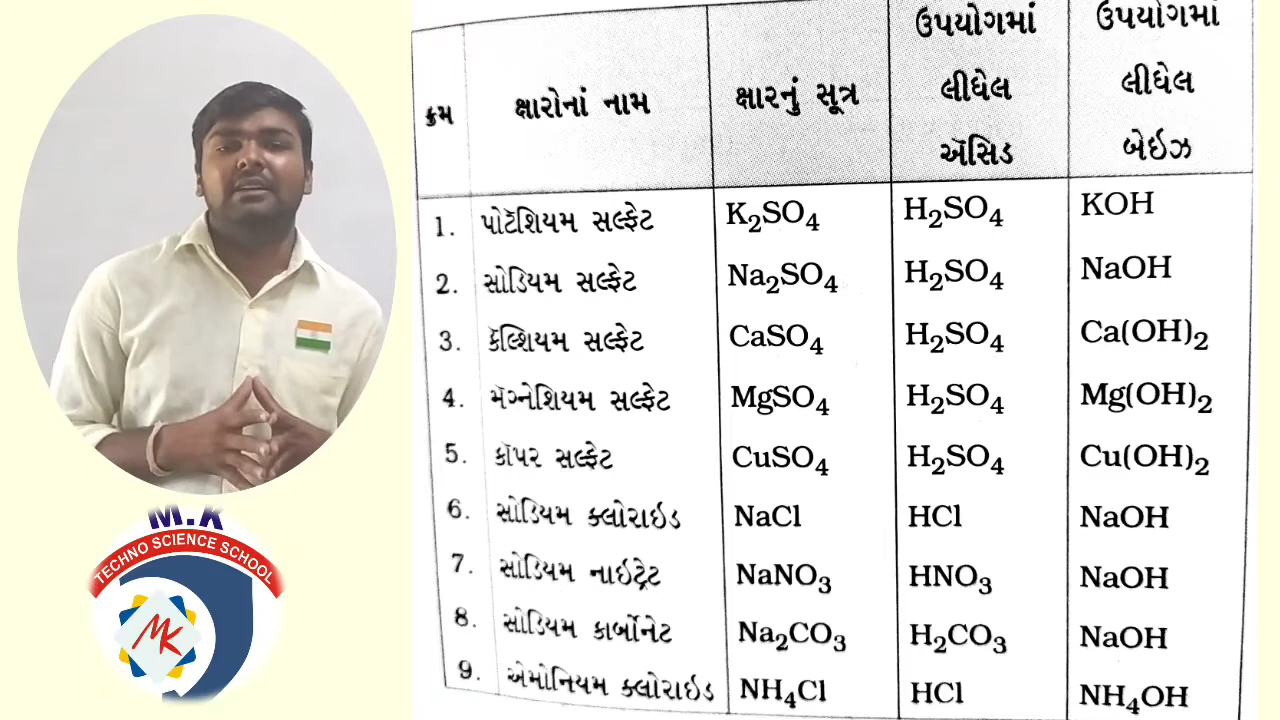 ક્રમ ક્ષારોનાં નામ ક્ષારનું સૂત્ર ઉપયોગમાં લીધેલ ઍસિડ ઉપયોગમાં લીધેલ બેઇઝ
1. પોટૅશિયમ સલ્ફેટ K₂SO₄ H₂SO₄ KOH
2. સોડિયમ સલ્ફેટ Na₂SO₄ H₂SO₄ NaOH
3. કૅલ્શિયમ સલ્ફેટ CaSO₄ H₂SO₄ Ca(OH)₂
4. મૅગ્નેશિયમ સલ્ફેટ MgSO₄ H₂SO₄ Mg(OH)₂
5. કૉપર સલ્ફેટ CuSO₄ H₂SO₄ Cu(OH)₂
6. સોડિયમ ક્લોરાઇડ NaCl HCl NaOH
7. સોડિયમ નાઇટ્રેટ NaNO₃ HNO₃ NaOH
8. સોડિયમ કાર્બોનેટ Na₂CO₃ H₂CO₃ NaOH
9. એમોનિયમ ક્લોરાઇડ NH₄Cl HCl NH₄OH
M.K
TECHNO SCIENCE SCHOOL
MK